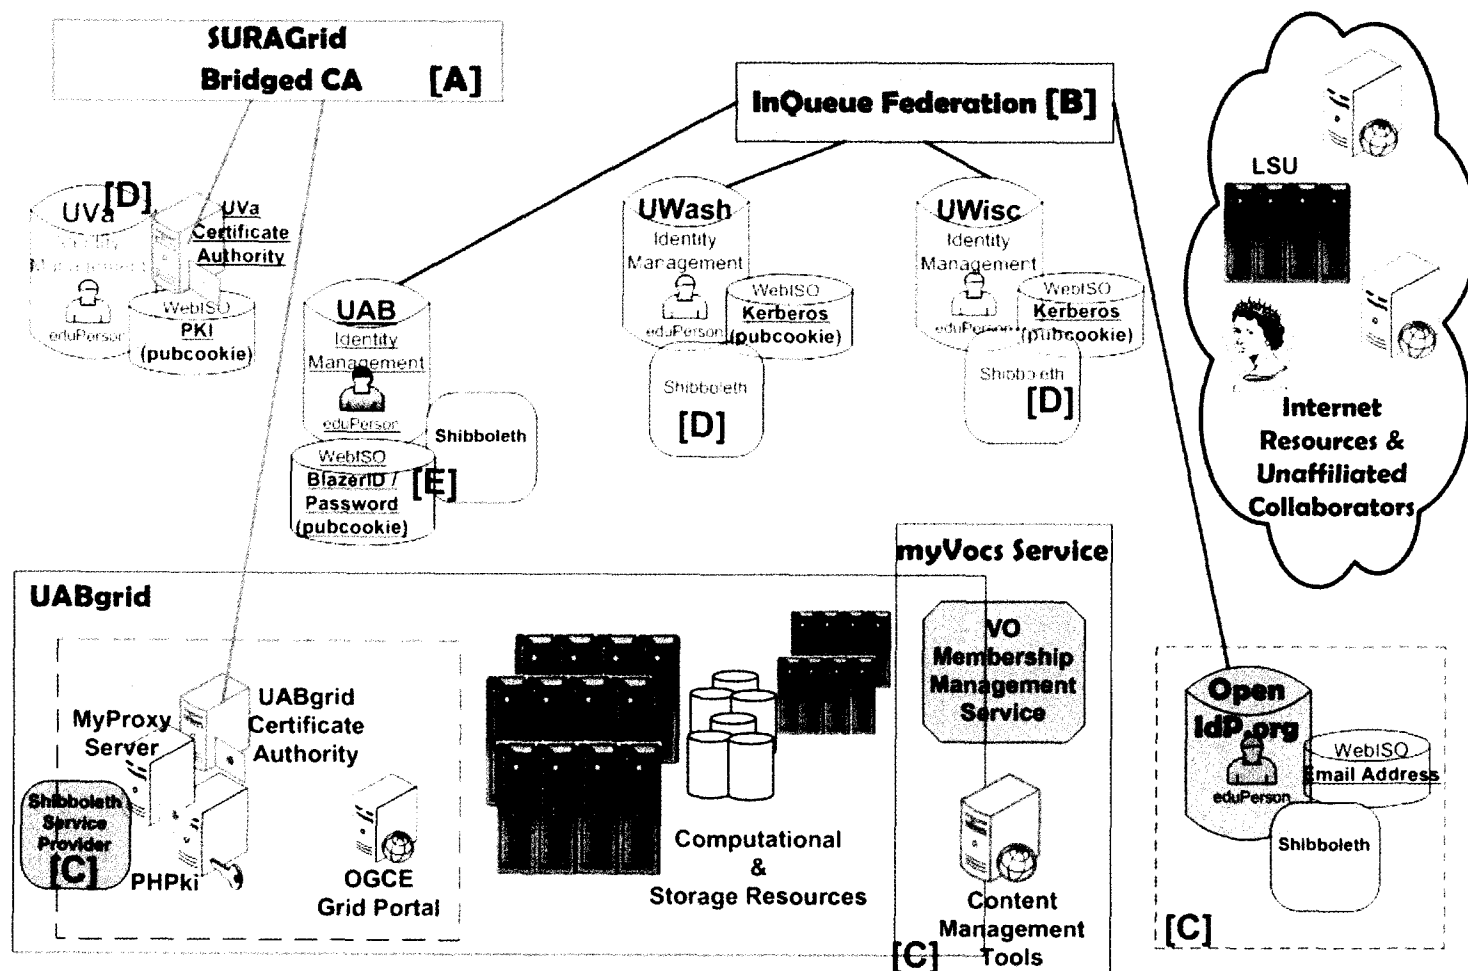 SURAGrid
Bridged CA [A]
InQueue Federation [B]
LSU
Internet
Resources &
Unaffiliated
Collaborators
UVa [D]
Identity
Management
eduPerson
UVa
Certificate
Authority
WebISO
PKI
(pubcookie)
UAB
Identity
Management
eduPerson
Shibboleth
WebISO
BlazerID /
Password
(pubcookie)
[E]
UWash
Identity
Management
eduPerson
WebISO
Kerberos
(pubcookie)
Shibboleth
[D]
UWisc
Identity
Management
eduPerson
WebISO
Kerberos
(pubcookie)
Shibboleth
[D]
UABgrid
MyProxy
Server
UABgrid
Certificate
Authority
Shibboleth
Service
Provider
[C]
PHPki
OGCE
Grid Portal
Computational
&
Storage Resources
myVocs Service
VO
Membership
Management
Service
Content
Management
Tools
[C]
Open
IdP.org
eduPerson
WebISO
Email Address
Shibboleth
[C]